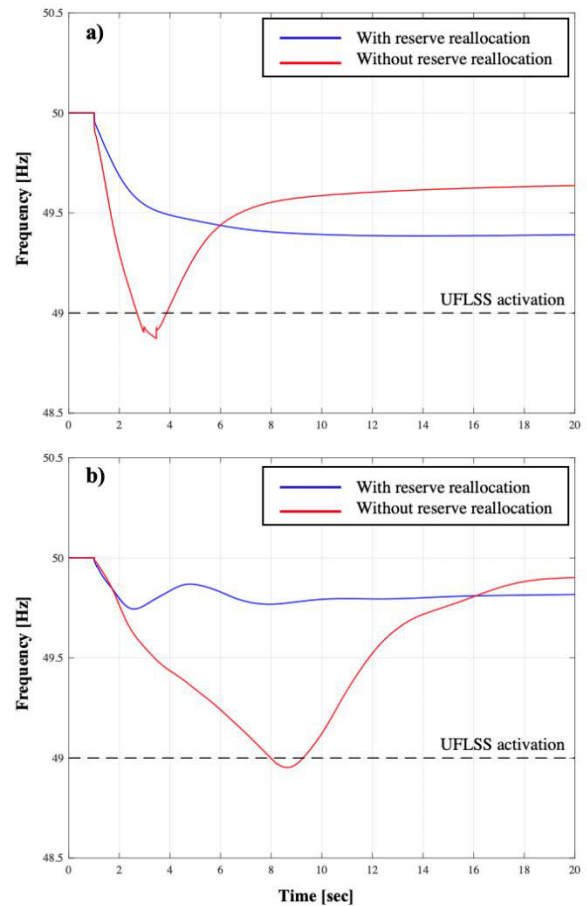 50.5
a)
With reserve reallocation
Without reserve reallocation
50
Frequency [Hz]
49.5
UFLSS activation
49
48.5
0 2 4 6 8 10 12 14 16 18 20
50.5
b)
With reserve reallocation
Without reserve reallocation
50
Frequency [Hz]
49.5
UFLSS activation
49
48.5
0 2 4 6 8 10 12 14 16 18 20
Time [sec]